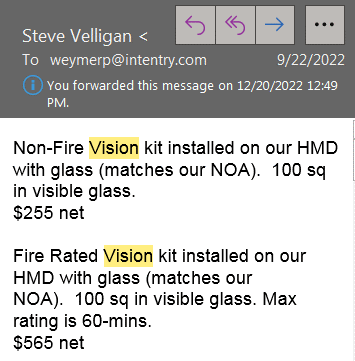 Steve Velligan <
To weymerp@intentry.com 9/22/2022
You forwarded this message on 12/20/2022 12:49
PM.
Non-Fire Vision kit installed on our HMD
with glass (matches our NOA). 100 sq
in visible glass.
$255 net
Fire Rated Vision kit installed on our
HMD with glass (matches our
NOA). 100 sq in visible glass. Max
rating is 60-mins.
$565 net